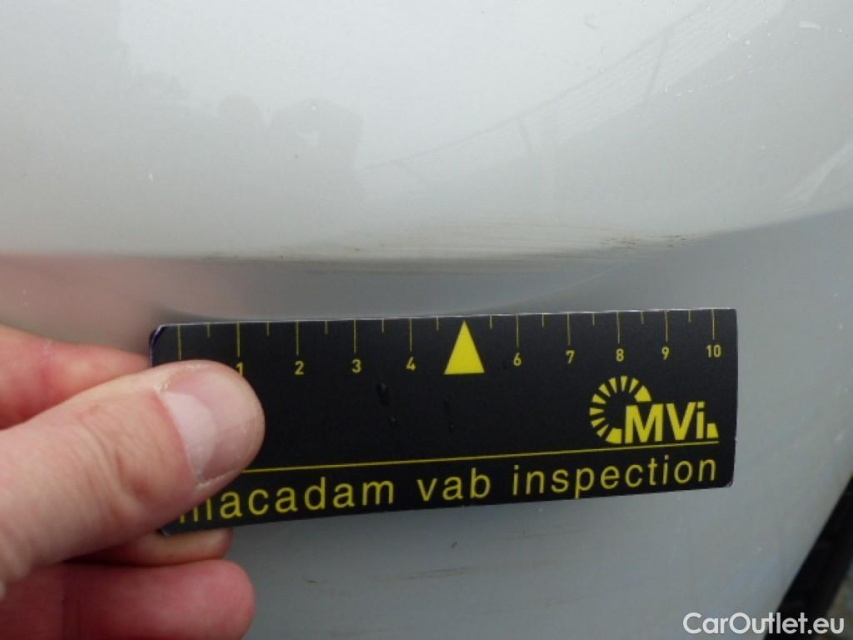 1 2 3 4 6 7 8 9 10
MVi
macadam vab inspection
CarOutlet.eu